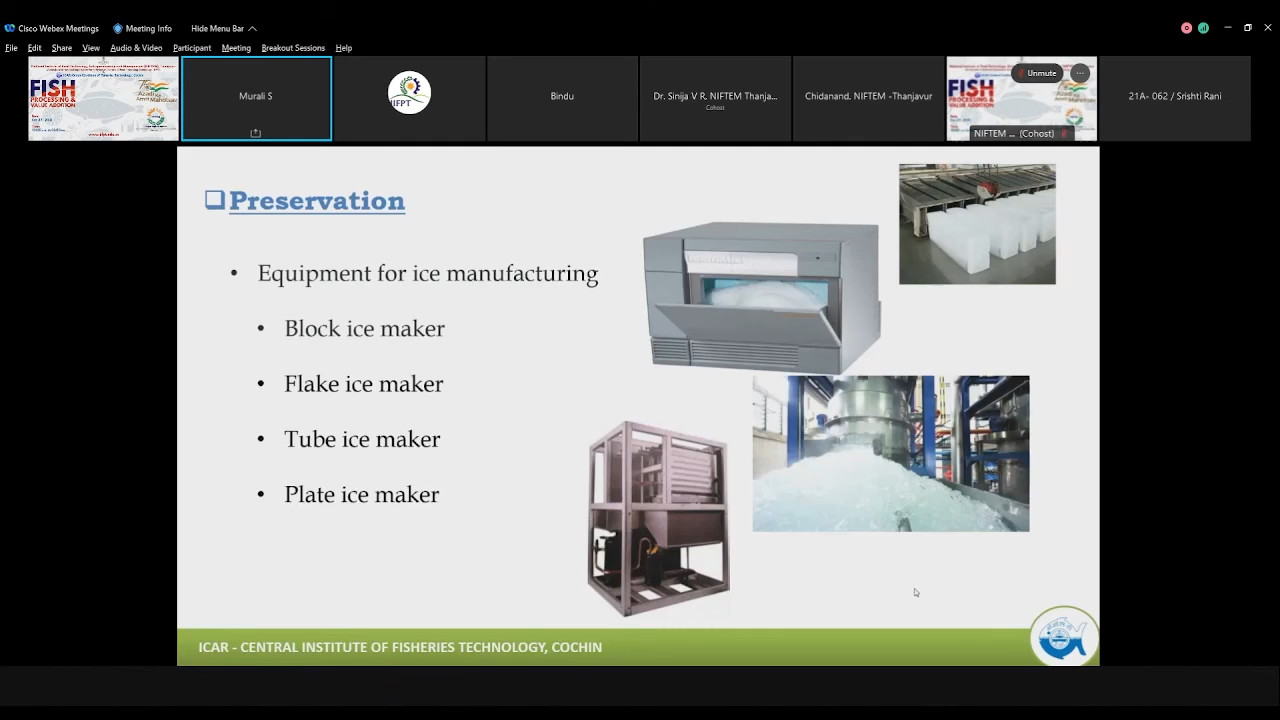 Cisco Webex Meetings
Meeting Info
Hide Menu Bar
File Edit Share View Audio & Video Participant Meeting Breakout Sessions Help
FISH
PROCESSING &
VALUE ADDITION
Murali S
Bindu
Dr. Sinija V R, NIFTEM Thanja...
Cohost
Chidanand. NIFTEM -Thanjavur
Unmute
FISH
NIFTEM ... (Cohost)
21A- 062 / Srishti Rani
Preservation
• Equipment for ice manufacturing
• Block ice maker
• Flake ice maker
• Tube ice maker
• Plate ice maker
ICAR - CENTRAL INSTITUTE OF FISHERIES TECHNOLOGY, COCHIN